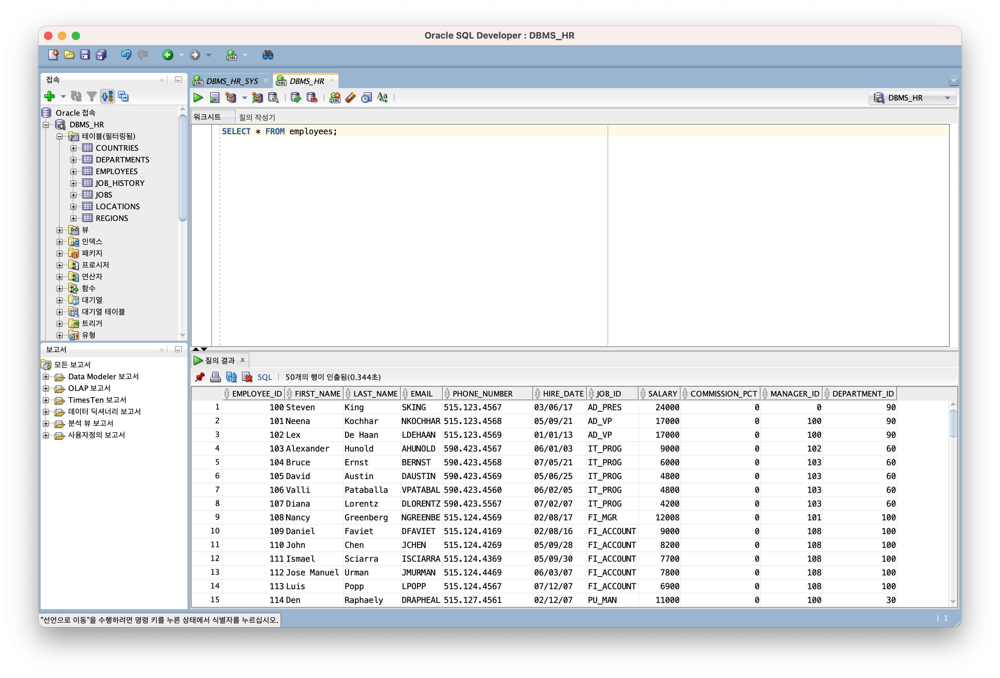 Oracle SQL Developer : DBMS_HR
접속
Oracle 접속
DBMS_HR
테이블(필터링됨)
COUNTRIES
DEPARTMENTS
EMPLOYEES
JOB_HISTORY
JOBS
LOCATIONS
REGIONS
뷰
인덱스
패키지
프로시저
연산자
함수
대기열
대기열 테이블
트리거
유형
보고서
모든 보고서
Data Modeler 보고서
OLAP 보고서
TimesTen 보고서
데이터 딕셔너리 보고서
분석 뷰 보고서
사용자정의 보고서
DBMS_HR_SYS DBMS_HR
DBMS_HR
워크시트 질의 작성기
SELECT * FROM employees;
질의 결과
SQL | 50개의 행이 인출됨(0.344초)
EMPLOYEE_ID FIRST_NAME LAST_NAME EMAIL PHONE_NUMBER HIRE_DATE JOB_ID SALARY COMMISSION_PCT MANAGER_ID DEPARTMENT_ID
1 100 Steven King SKING 515.123.4567 03/06/17 AD_PRES 24000 0 0 90
2 101 Neena Kochhar NKOCHHAR 515.123.4568 05/09/21 AD_VP 17000 0 100 90
3 102 Lex De Haan LDEHAAN 515.123.4569 01/01/13 AD_VP 17000 0 100 90
4 103 Alexander Hunold AHUNOLD 590.423.4567 06/01/03 IT_PROG 9000 0 102 60
5 104 Bruce Ernst BERNST 590.423.4568 07/05/21 IT_PROG 6000 0 103 60
6 105 David Austin DAUSTIN 590.423.4569 05/06/25 IT_PROG 4800 0 103 60
7 106 Valli Pataballa VPATABAL 590.423.4560 06/02/05 IT_PROG 4800 0 103 60
8 107 Diana Lorentz DLORENTZ 590.423.5567 07/02/07 IT_PROG 4200 0 103 60
9 108 Nancy Greenberg NGREENBE 515.124.4569 02/08/17 FI_MGR 12008 0 101 100
10 109 Daniel Faviet DFAVIET 515.124.4169 02/08/16 FI_ACCOUNT 9000 0 108 100
11 110 John Chen JCHEN 515.124.4269 05/09/28 FI_ACCOUNT 8200 0 108 100
12 111 Ismael Sciarra ISCIARRA 515.124.4369 05/09/30 FI_ACCOUNT 7700 0 108 100
13 112 Jose Manuel Urman JMURMAN 515.124.4469 06/03/07 FI_ACCOUNT 7800 0 108 100
14 113 Luis Popp LPOPP 515.124.4567 07/12/07 FI_ACCOUNT 6900 0 108 100
15 114 Den Raphaely DRAPHEAL 515.127.4561 02/12/07 PU_MAN 11000 0 100 30
"선언으로 이동"을 수행하려면 명령 키를 누른 상태에서 식별자를 누르십시오.
| 1